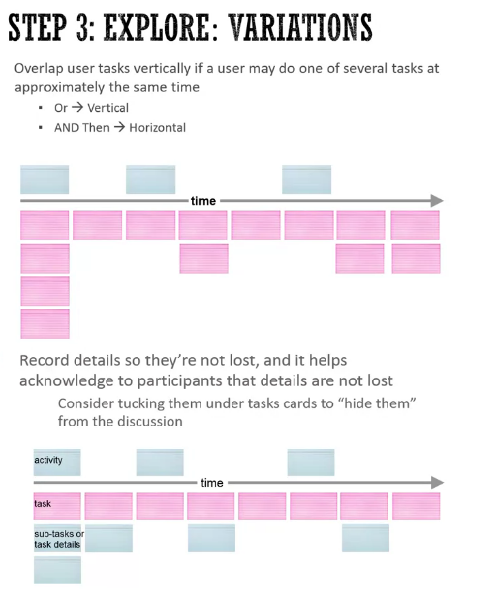 STEP 3: EXPLORE: VARIATIONS
Overlap user tasks vertically if a user may do one of several tasks at
approximately the same time
▪ Or → Vertical
▪ AND Then → Horizontal
time
Record details so they're not lost, and it helps
acknowledge to participants that details are not lost
Consider tucking them under tasks cards to “hide them”
from the discussion
activity
time
task
sub-tasks or
task details